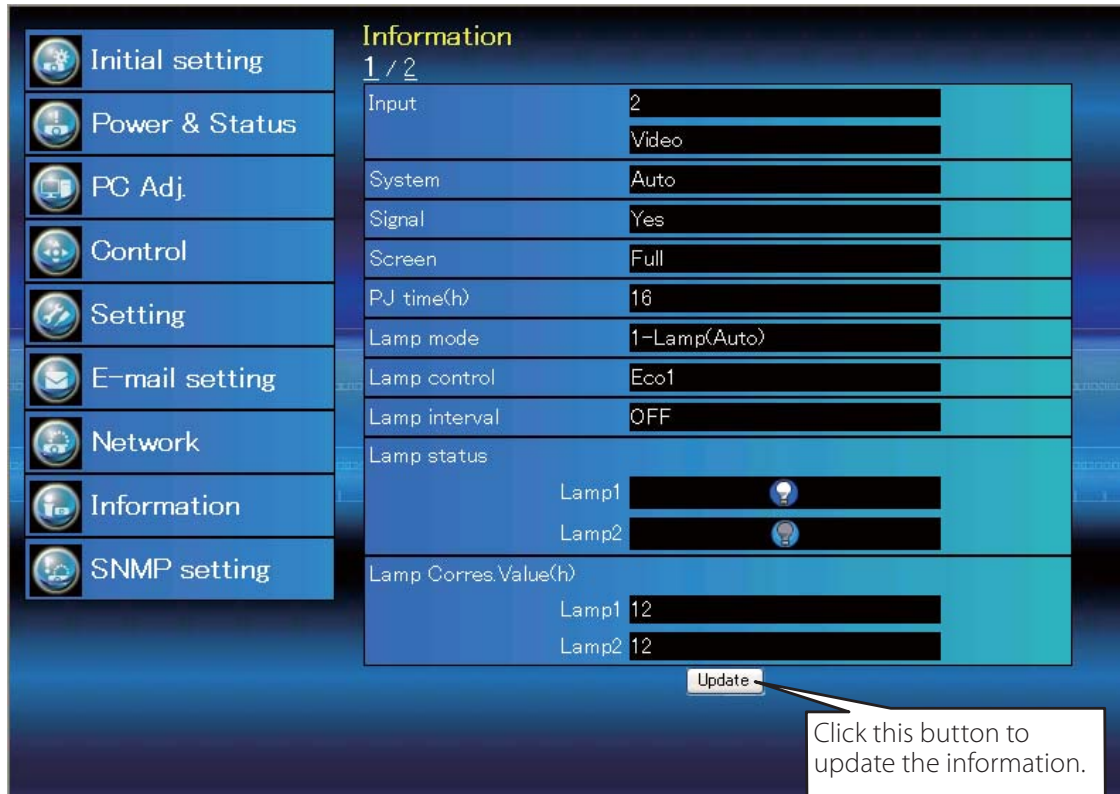 Initial setting
Power & Status
PC Adj.
Control
Setting
E-mail setting
Network
Information
SNMP setting
Information
1 / 2
Input 2
Video
System Auto
Signal Yes
Screen Full
PJ time(h) 16
Lamp mode 1-Lamp(Auto)
Lamp control Eco1
Lamp interval OFF
Lamp status
Lamp1
Lamp2
Lamp Corres.Value(h)
Lamp1 12
Lamp2 12
Update
Click this button to
update the information.